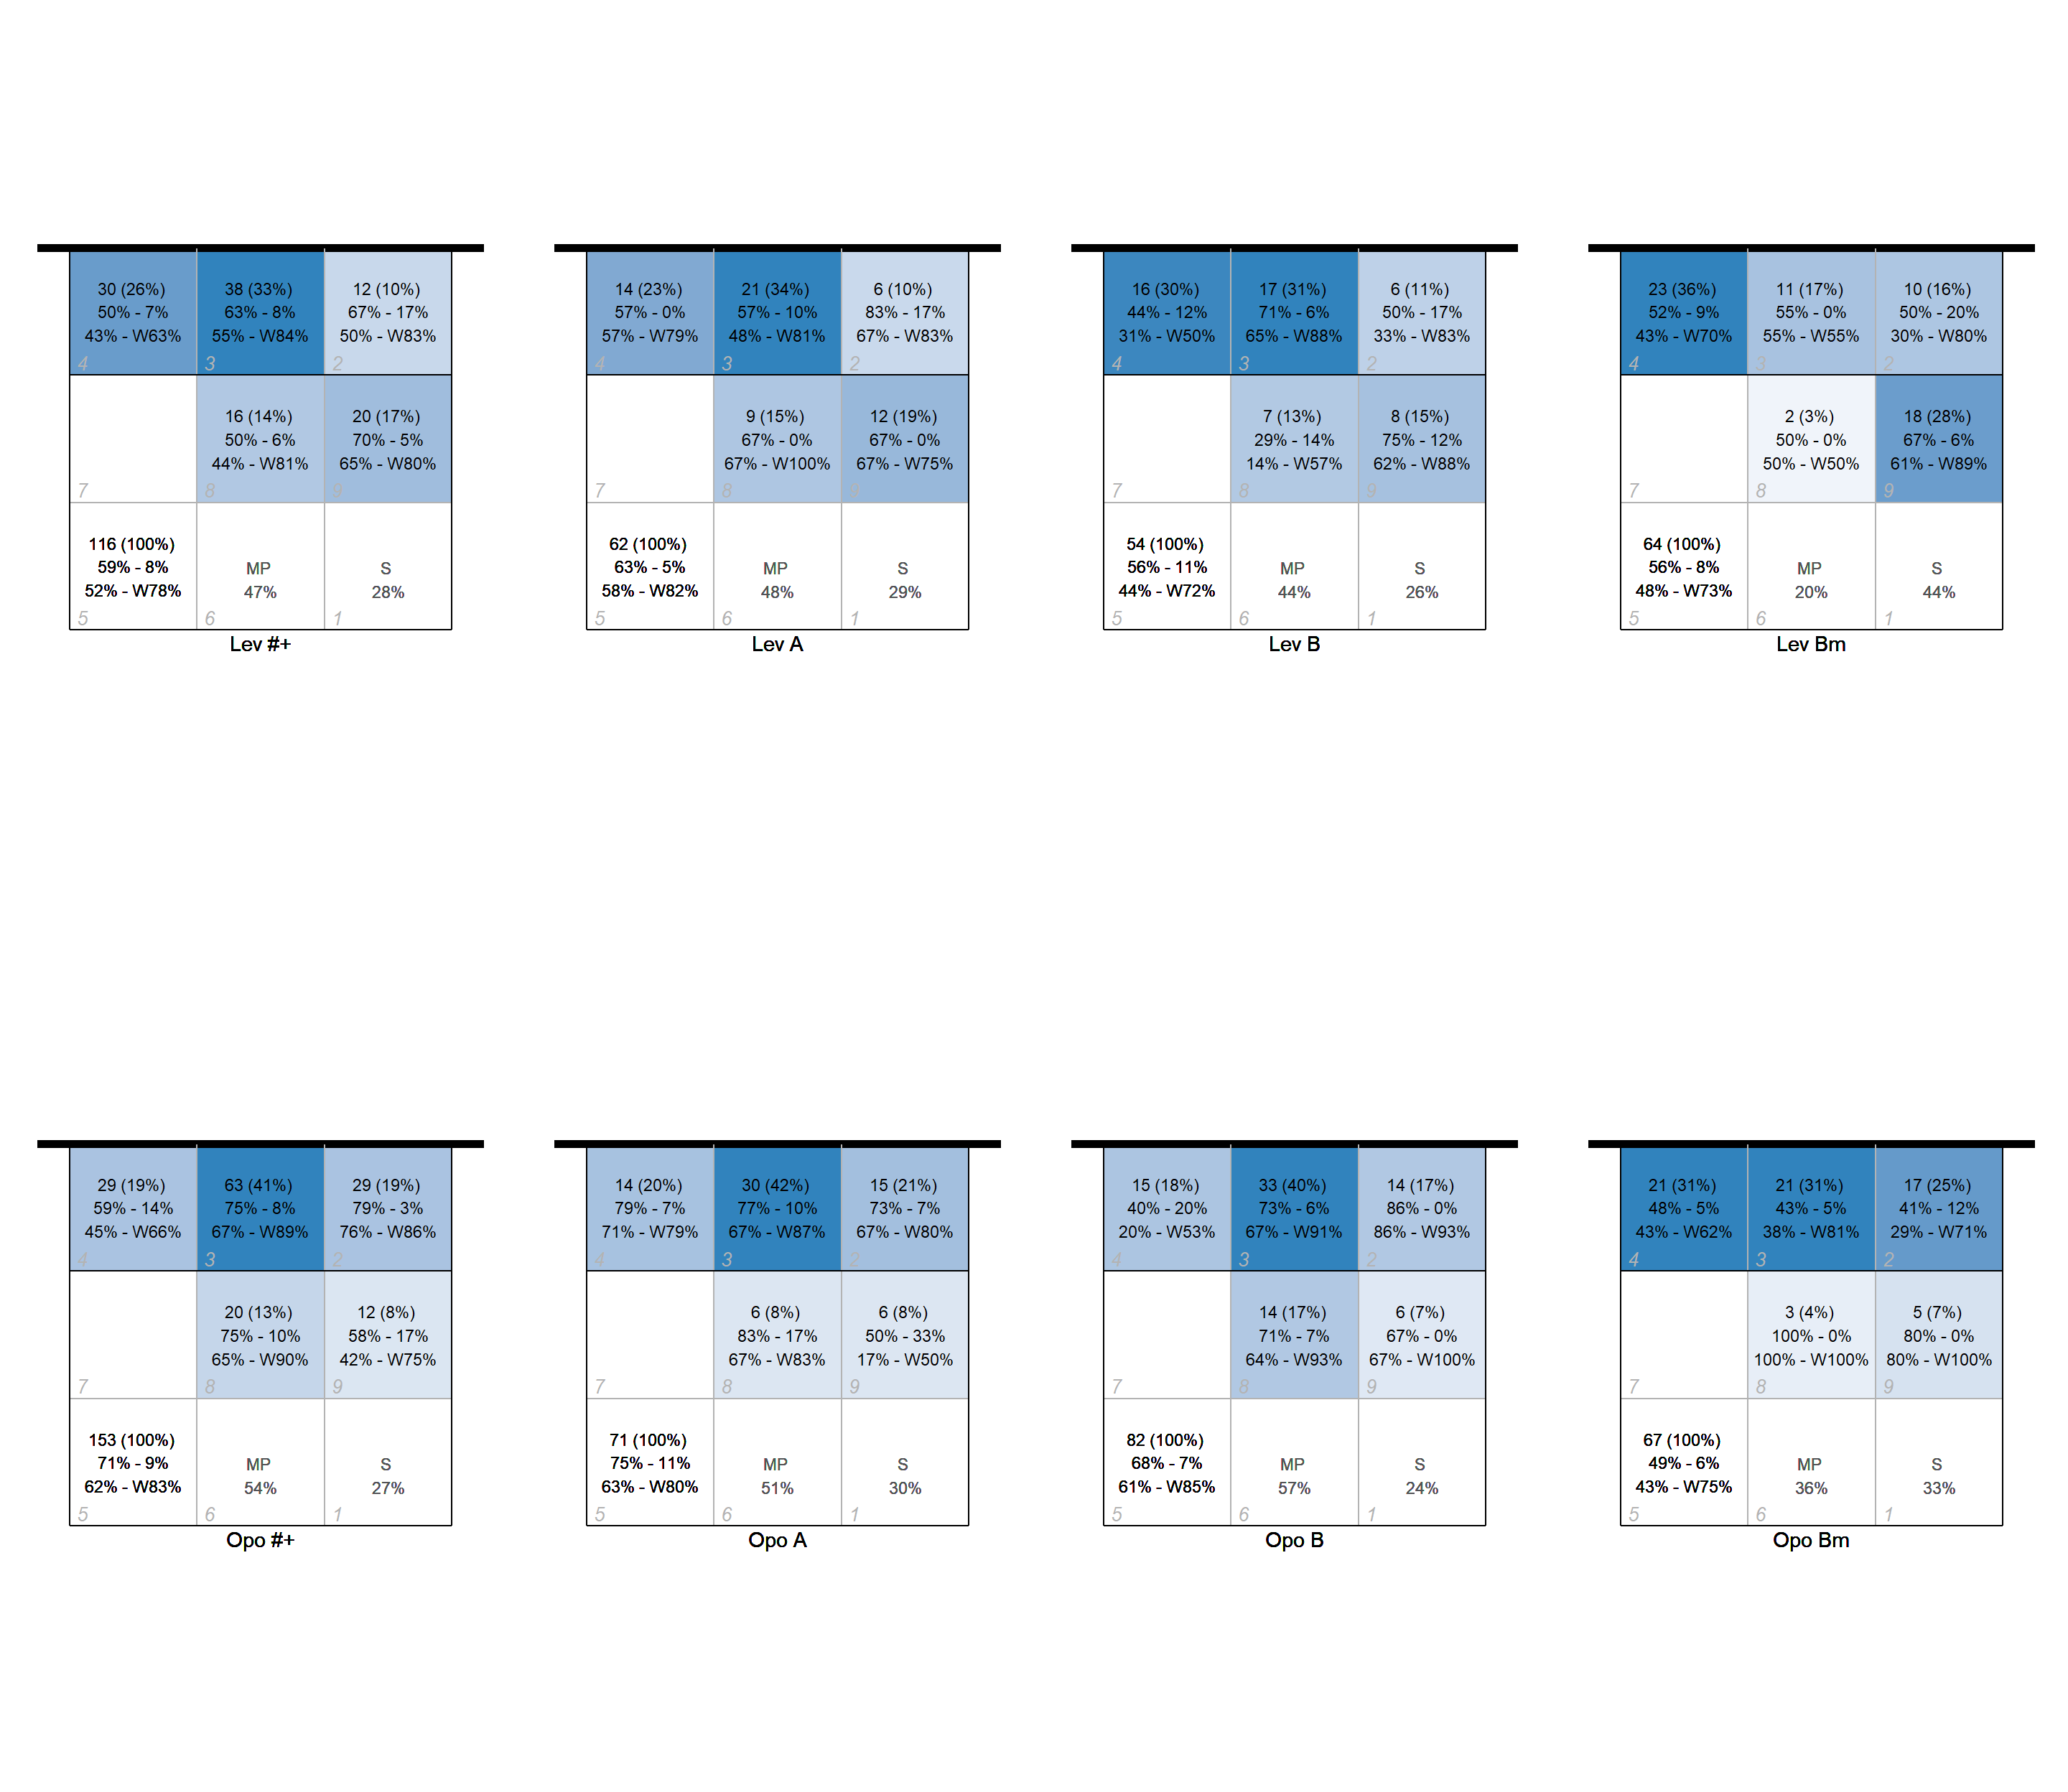 30 (26%)
50% - 7%
43% - W63%
4
38 (33%)
63% - 8%
55% - W84%
3
12 (10%)
67% - 17%
50% - W83%
2
7
16 (14%)
50% - 6%
44% - W81%
8
20 (17%)
70% - 5%
65% - W80%
9
116 (100%)
59% - 8%
52% - W78%
5
MP
47%
6
S
28%
1
Lev #+
14 (23%)
57% - 0%
57% - W79%
4
21 (34%)
57% - 10%
48% - W81%
3
6 (10%)
83% - 17%
67% - W83%
2
7
9 (15%)
67% - 0%
67% - W100%
8
12 (19%)
67% - 0%
67% - W75%
9
62 (100%)
63% - 5%
58% - W82%
5
MP
48%
6
S
29%
1
Lev A
16 (30%)
44% - 12%
31% - W50%
4
17 (31%)
71% - 6%
65% - W88%
3
6 (11%)
50% - 17%
33% - W83%
2
7
7 (13%)
29% - 14%
14% - W57%
8
8 (15%)
75% - 12%
62% - W88%
9
54 (100%)
56% - 11%
44% - W72%
5
MP
44%
6
S
26%
1
Lev B
23 (36%)
52% - 9%
43% - W70%
4
11 (17%)
55% - 0%
55% - W55%
3
10 (16%)
50% - 20%
30% - W80%
2
7
2 (3%)
50% - 0%
50% - W50%
8
18 (28%)
67% - 6%
61% - W89%
9
64 (100%)
56% - 8%
48% - W73%
5
MP
20%
6
S
44%
1
Lev Bm
29 (19%)
59% - 14%
45% - W66%
4
63 (41%)
75% - 8%
67% - W89%
3
29 (19%)
79% - 3%
76% - W86%
2
7
20 (13%)
75% - 10%
65% - W90%
8
12 (8%)
58% - 17%
42% - W75%
9
153 (100%)
71% - 9%
62% - W83%
5
MP
54%
6
S
27%
1
Opo #+
14 (20%)
79% - 7%
71% - W79%
4
30 (42%)
77% - 10%
67% - W87%
3
15 (21%)
73% - 7%
67% - W80%
2
7
6 (8%)
83% - 17%
67% - W83%
8
6 (8%)
50% - 33%
17% - W50%
9
71 (100%)
75% - 11%
63% - W80%
5
MP
51%
6
S
30%
1
Opo A
15 (18%)
40% - 20%
20% - W53%
4
33 (40%)
73% - 6%
67% - W91%
3
14 (17%)
86% - 0%
86% - W93%
2
7
14 (17%)
71% - 7%
64% - W93%
8
6 (7%)
67% - 0%
67% - W100%
9
82 (100%)
68% - 7%
61% - W85%
5
MP
57%
6
S
24%
1
Opo B
21 (31%)
48% - 5%
43% - W62%
4
21 (31%)
43% - 5%
38% - W81%
3
17 (25%)
41% - 12%
29% - W71%
2
7
3 (4%)
100% - 0%
100% - W100%
8
5 (7%)
80% - 0%
80% - W100%
9
67 (100%)
49% - 6%
43% - W75%
5
MP
36%
6
S
33%
1
Opo Bm